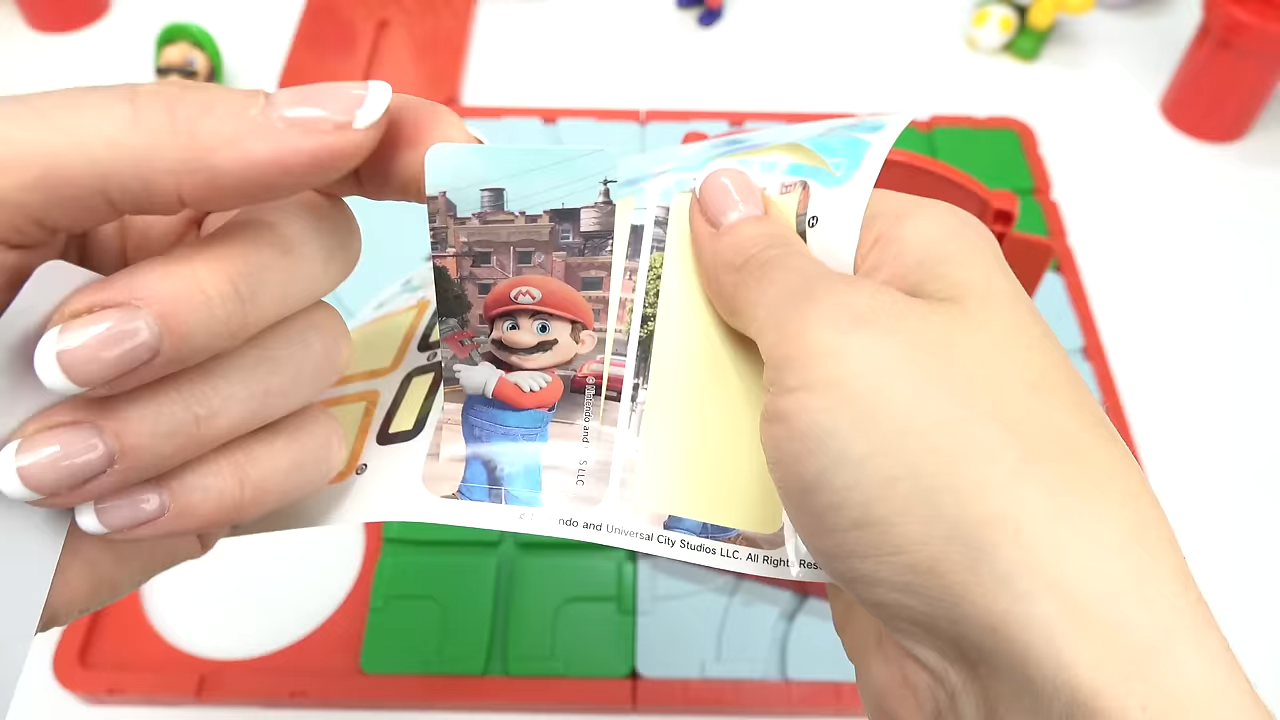 M
H
© Nintendo and
S LLC
ndo and Universal City Studios LLC. All Rights Res